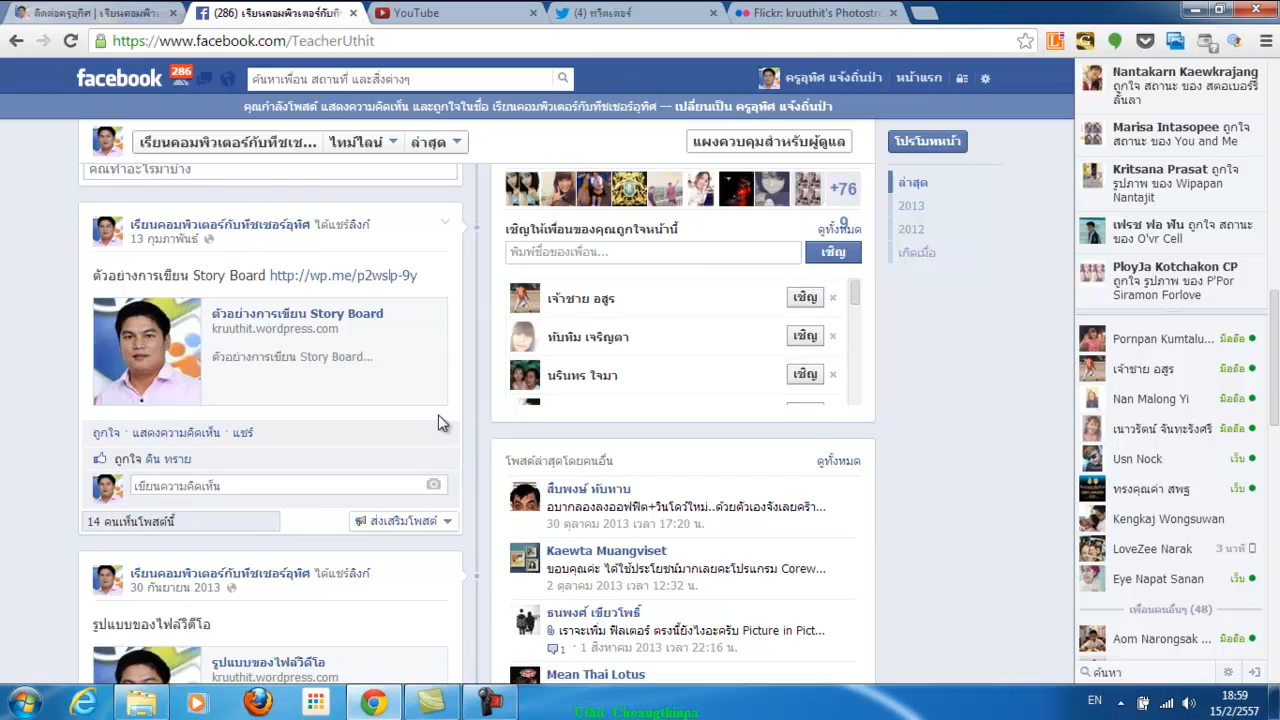 ติดต่อครูอุทิศ | เรียนคอมพิวเ
(286) เรียนคอมพิวเตอร์กับที
YouTube
(4) ทวิตเตอร์
Flickr: kruuthit's Photostre
https://www.facebook.com/TeacherUthit
facebook
286
ค้นหาเพื่อน สถานที่ และสิ่งต่างๆ
ครูอุทิศ แจ้งถิ่นป่า
หน้าแรก
คุณกำลังโพสต์ แสดงความคิดเห็น และถูกใจในชื่อ เรียนคอมพิวเตอร์กับทีชเชอร์อุทิศ — เปลี่ยนเป็น ครูอุทิศ แจ้งถิ่นป่า
เรียนคอมพิวเตอร์กับทีชเชอ...
ไทม์ไลน์
ล่าสุด
แผงควบคุมสำหรับผู้ดูแล
โปรโมทหน้า
คุณทำอะไรมาบ้าง
เรียนคอมพิวเตอร์กับทีชเชอร์อุทิศ ได้แชร์ลิงก์
13 กุมภาพันธ์
ตัวอย่างการเขียน Story Board http://wp.me/p2wslp-9y
ตัวอย่างการเขียน Story Board
kruuthit.wordpress.com
ตัวอย่างการเขียน Story Board...
ถูกใจ · แสดงความคิดเห็น · แชร์
ถูกใจ ดิน ทราย
เขียนความคิดเห็น
14 คนเห็นโพสต์นี้
ส่งเสริมโพสต์
เรียนคอมพิวเตอร์กับทีชเชอร์อุทิศ ได้แชร์ลิงก์
30 กันยายน 2013
รูปแบบของไฟล์วีดีโอ
รูปแบบของไฟล์วีดีโอ
kruuthit.wordpress.com
+76
9
เชิญให้เพื่อนของคุณถูกใจหน้านี้
ดูทั้งหมด
พิมพ์ชื่อของเพื่อน...
เชิญ
เจ้าชาย อสูร
เชิญ
ทับทิม เจริญตา
เชิญ
นรินทร ใจมา
เชิญ
โพสต์ล่าสุดโดยคนอื่น
ดูทั้งหมด
สืบพงษ์ ทับทาบ
อบากลองลงออฟฟิต+วินโดว์ใหม่..ด้วยตัวเองจังเลยคร๊า...
30 ตุลาคม 2013 เวลา 17:20 น.
Kaewta Muangviset
ขอบคุณค่ะ ได้ใช้ประโยชน์มากเลยคะโปรแกรม Corew...
2 ตุลาคม 2013 เวลา 12:32 น.
ธนพงศ์ เขียวโพธิ์
เราจะเพิ่ม ฟิลเตอร์ ตรงนี้ยังไงอะครับ Picture in Pict...
1 · 1 สิงหาคม 2013 เวลา 22:16 น.
Mean Thai Lotus
ล่าสุด
2013
2012
เกิดเมื่อ
Nantakarn Kaewkrajang
ถูกใจ สถานะ ของ สตอเบอร์รี่
ลั้นลา
Marisa Intasopee ถูกใจ
สถานะ ของ You and Me
Kritsana Prasat ถูกใจ
รูปภาพ ของ Wipapan
Nantajit
เฟรช ฟอ ฟัน ถูกใจ สถานะ
ของ O'vr Cell
PloyJa Kotchakon CP
ถูกใจ รูปภาพ ของ P'Por
Siramon Forlove
Pornpan Kumtalu...
มือถือ
เจ้าชาย อสูร
มือถือ
Nan Malong Yi
มือถือ
เนาวรัตน์ จันทะรังศรี
มือถือ
Usn Nock
เว็บ
ทรงคุณค่า สพฐ
เว็บ
Kengkaj Wongsuwan
LoveZee Narak
3 นาที
Eye Napat Sanan
เว็บ
เพื่อนคนอื่นๆ (48)
Aom Narongsak ...
มือถือ
ค้นหา
EN
18:59
15/2/2557